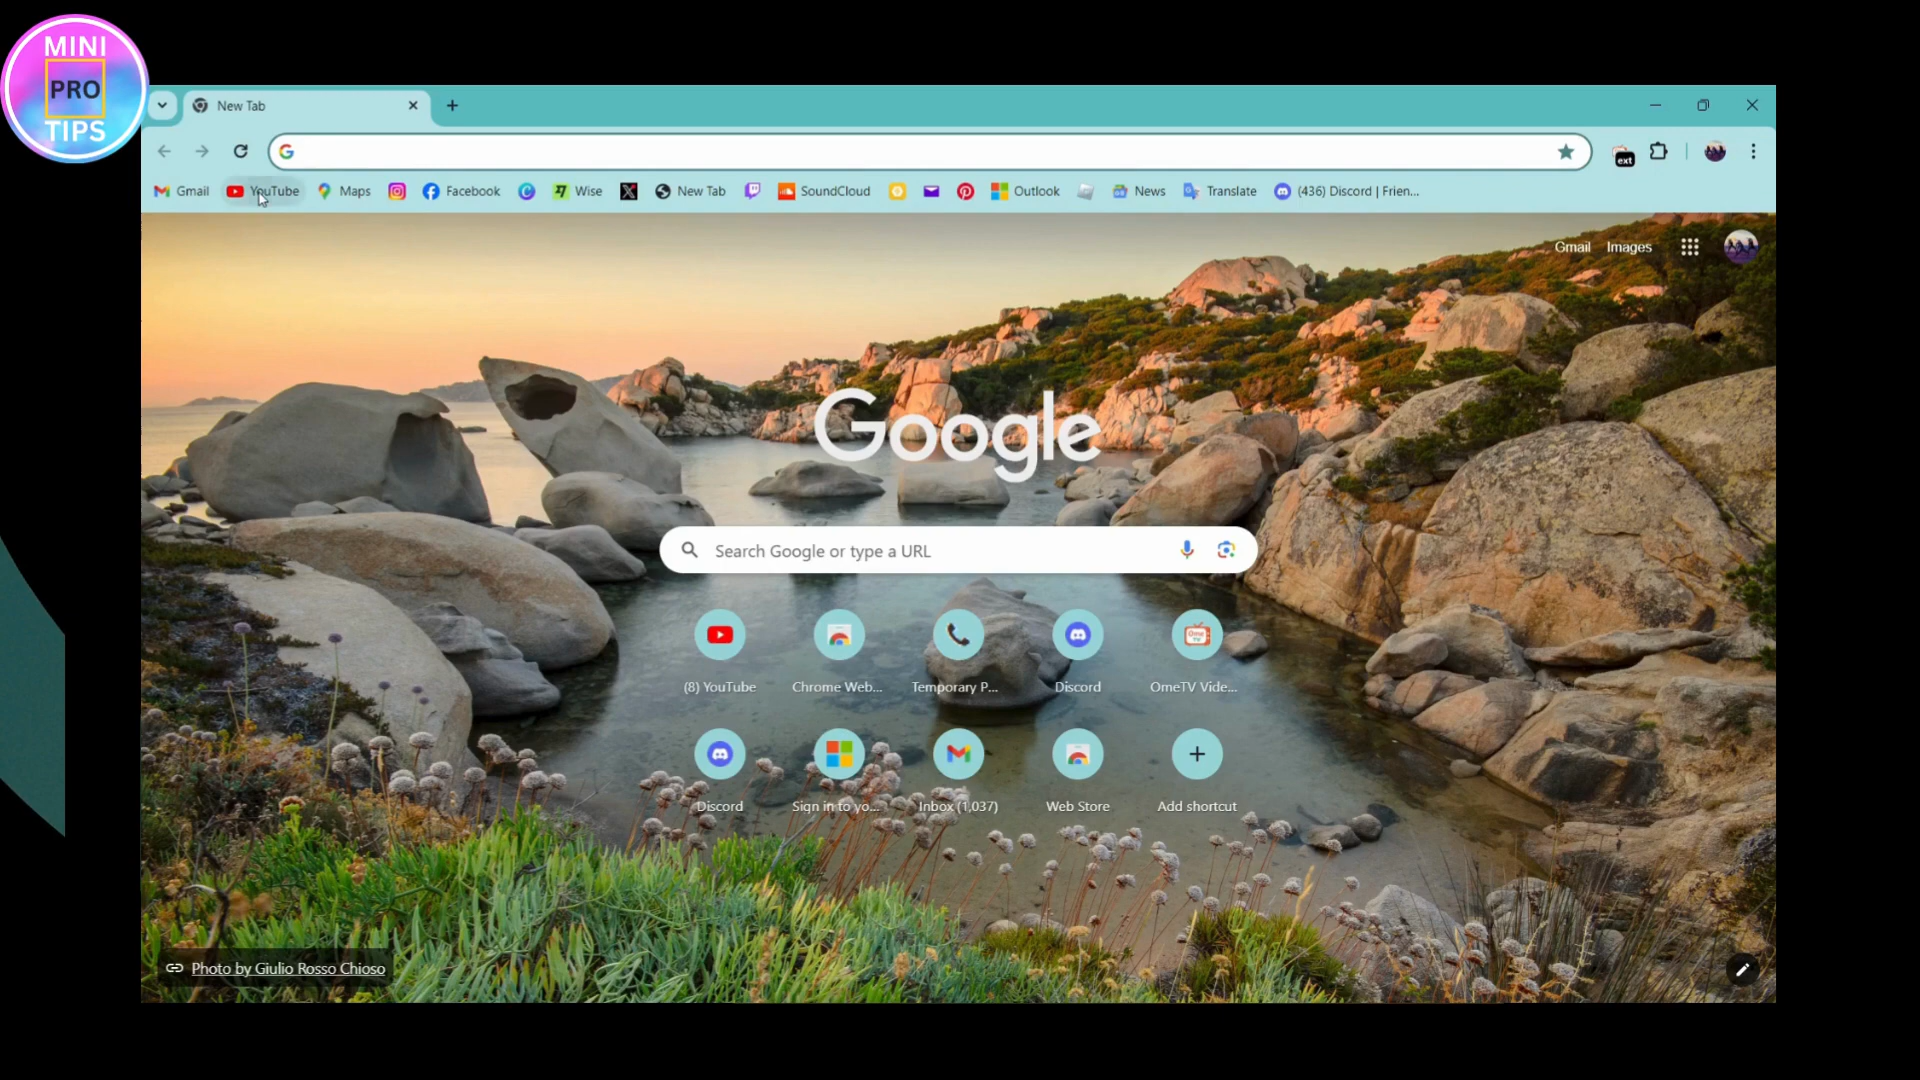 MINI
PRO
TIPS
New Tab
ext
Gmail YouTube Maps Facebook Wise New Tab SoundCloud Outlook News Translate (436) Discord | Frien...
Gmail Images
Google
Search Google or type a URL
(8) YouTube Chrome Web... Temporary P... Discord OmeTV Vide...
Discord Sign in to yo... Inbox (1,037) Web Store Add shortcut
Photo by Giulio Rosso Chioso